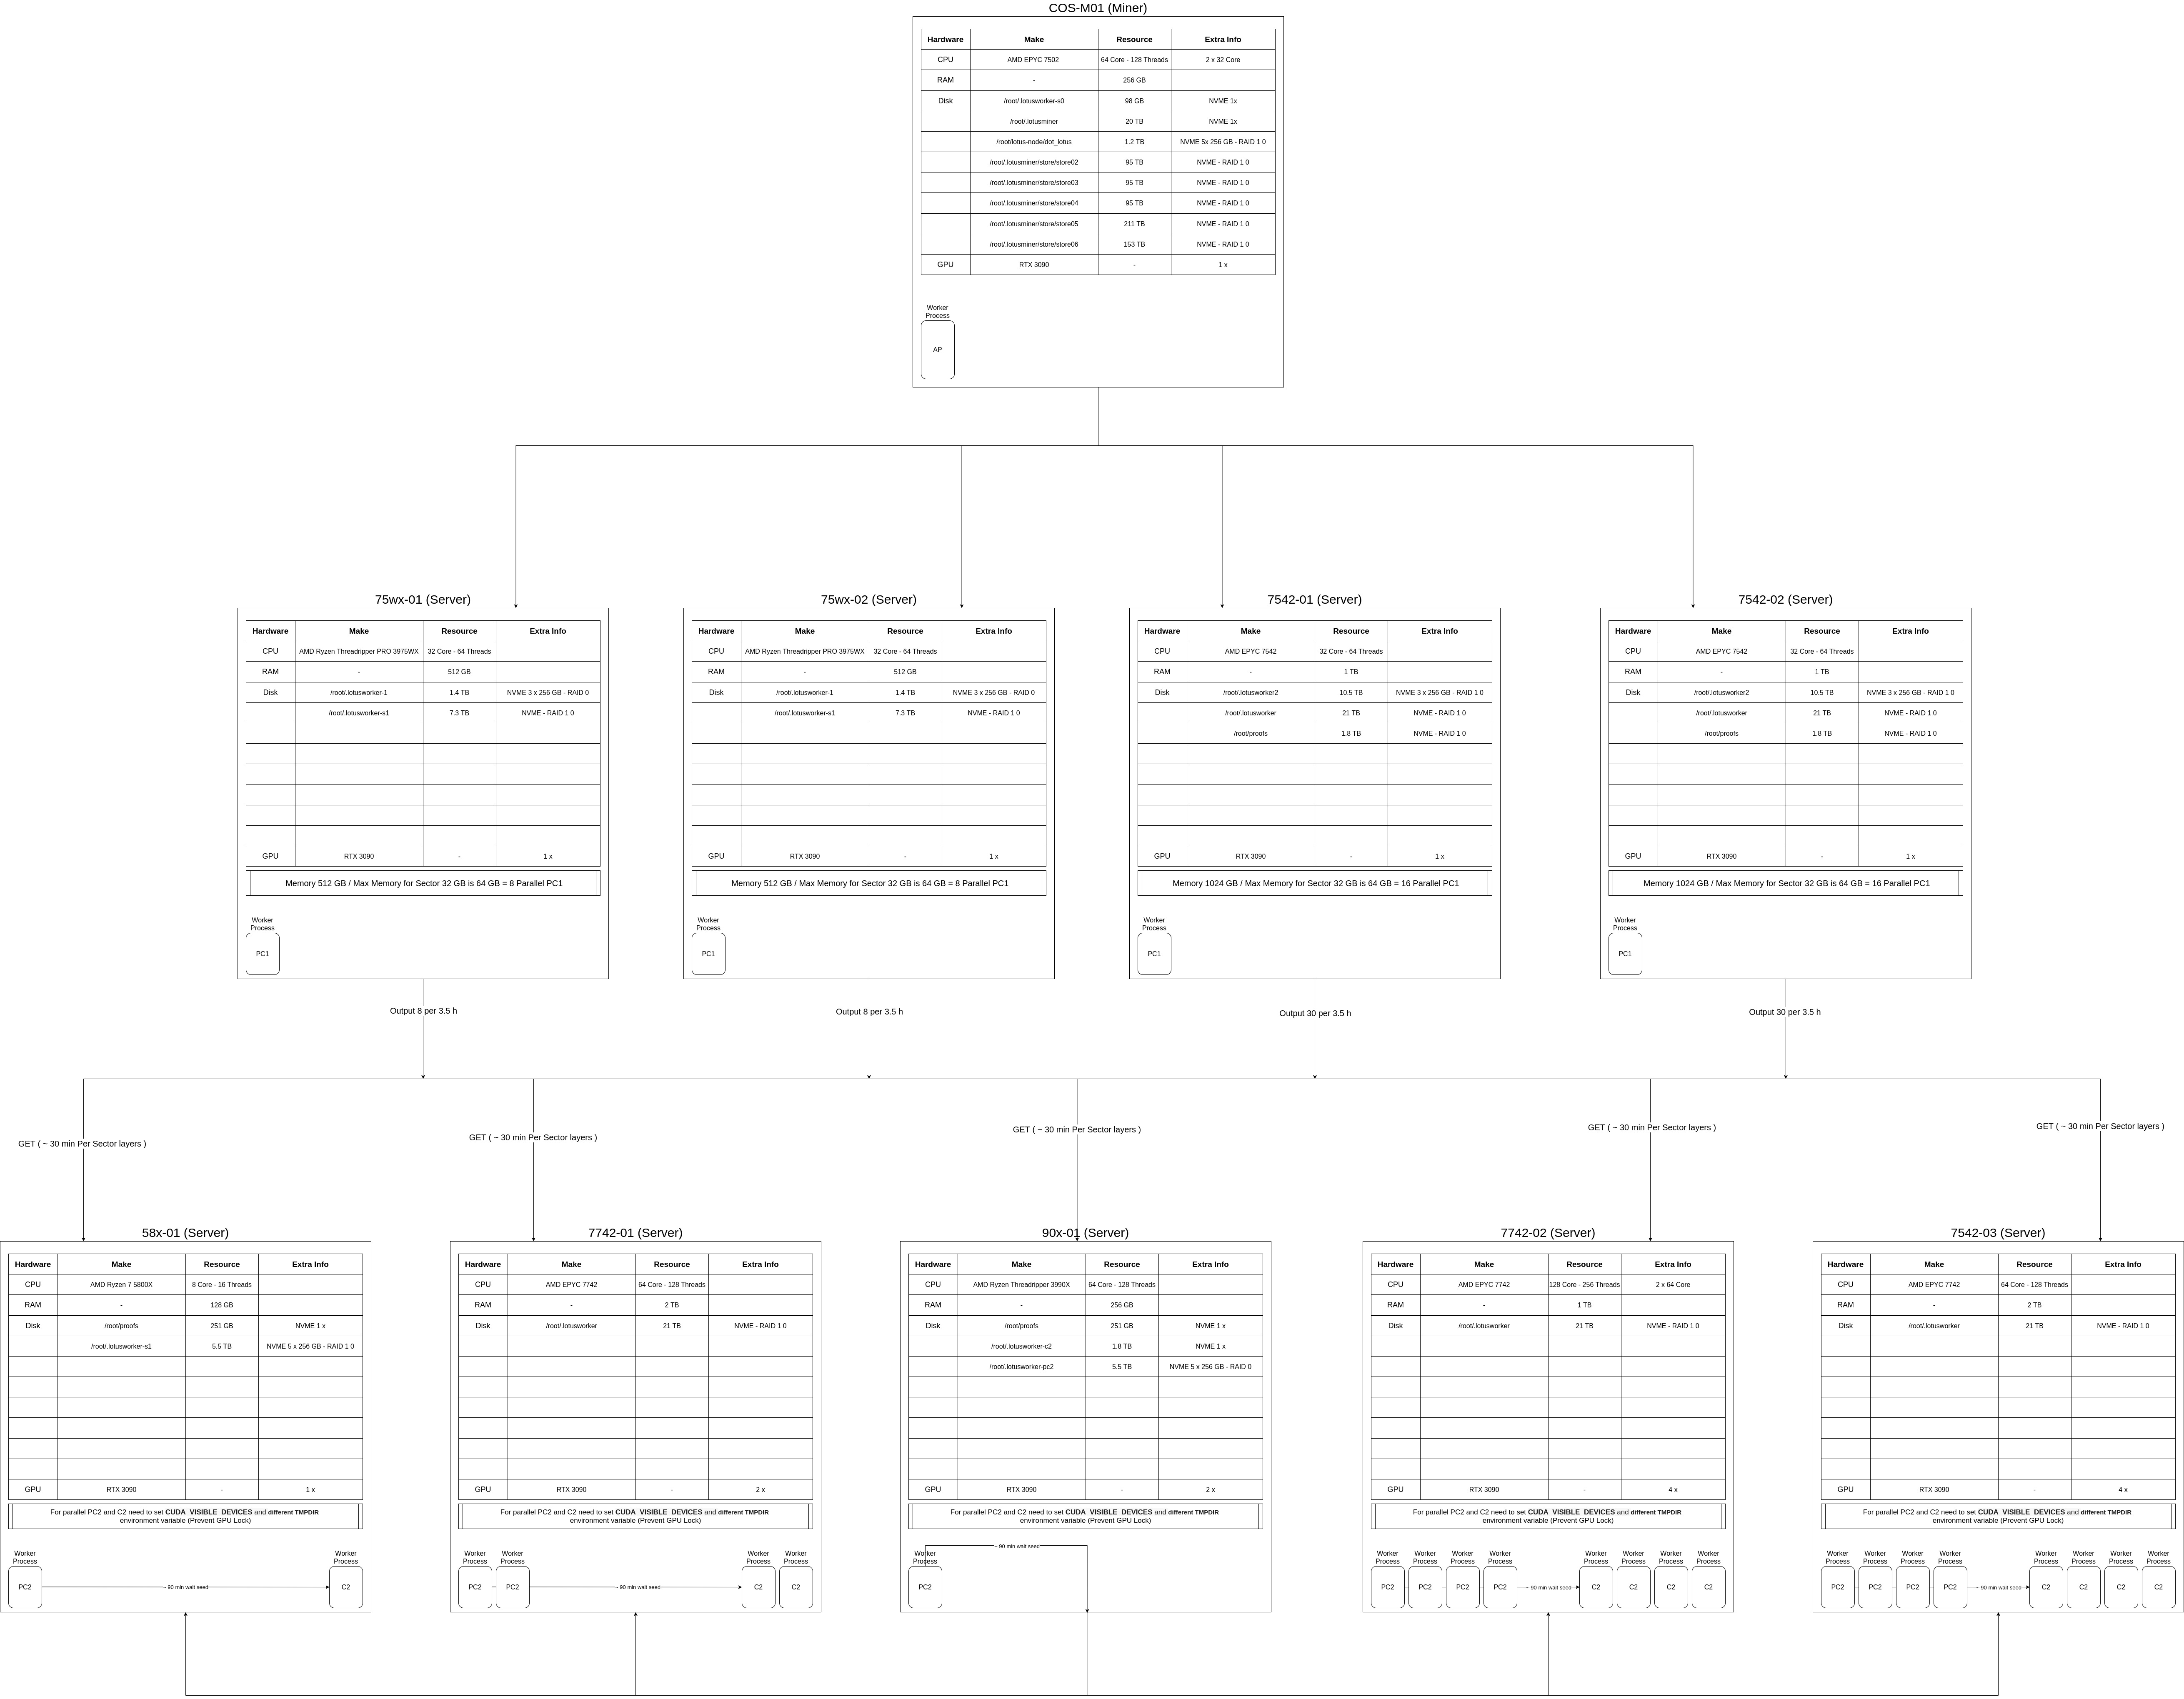 COS-M01 (Miner)
Hardware Make Resource Extra Info
CPU AMD EPYC 7502 64 Core - 128 Threads 2 x 32 Core
RAM - 256 GB
Disk /root/.lotusworker-s0 98 GB NVME 1x
/root/.lotusminer 20 TB NVME 1x
/root/lotus-node/dot_lotus 1.2 TB NVME 5x 256 GB - RAID 1 0
/root/.lotusminer/store/store02 95 TB NVME - RAID 1 0
/root/.lotusminer/store/store03 95 TB NVME - RAID 1 0
/root/.lotusminer/store/store04 95 TB NVME - RAID 1 0
/root/.lotusminer/store/store05 211 TB NVME - RAID 1 0
/root/.lotusminer/store/store06 153 TB NVME - RAID 1 0
GPU RTX 3090 - 1 x
Worker
Process
AP
75wx-01 (Server)
Hardware Make Resource Extra Info
CPU AMD Ryzen Threadripper PRO 3975WX 32 Core - 64 Threads
RAM - 512 GB
Disk /root/.lotusworker-1 1.4 TB NVME 3 x 256 GB - RAID 0
/root/.lotusworker-s1 7.3 TB NVME - RAID 1 0
GPU RTX 3090 - 1 x
Memory 512 GB / Max Memory for Sector 32 GB is 64 GB = 8 Parallel PC1
Worker
Process
PC1
Output 8 per 3.5 h
75wx-02 (Server)
Hardware Make Resource Extra Info
CPU AMD Ryzen Threadripper PRO 3975WX 32 Core - 64 Threads
RAM - 512 GB
Disk /root/.lotusworker-1 1.4 TB NVME 3 x 256 GB - RAID 0
/root/.lotusworker-s1 7.3 TB NVME - RAID 1 0
GPU RTX 3090 - 1 x
Memory 512 GB / Max Memory for Sector 32 GB is 64 GB = 8 Parallel PC1
Worker
Process
PC1
Output 8 per 3.5 h
7542-01 (Server)
Hardware Make Resource Extra Info
CPU AMD EPYC 7542 32 Core - 64 Threads
RAM - 1 TB
Disk /root/.lotusworker2 10.5 TB NVME 3 x 256 GB - RAID 1 0
/root/.lotusworker 21 TB NVME - RAID 1 0
/root/proofs 1.8 TB NVME - RAID 1 0
GPU RTX 3090 - 1 x
Memory 1024 GB / Max Memory for Sector 32 GB is 64 GB = 16 Parallel PC1
Worker
Process
PC1
Output 30 per 3.5 h
7542-02 (Server)
Hardware Make Resource Extra Info
CPU AMD EPYC 7542 32 Core - 64 Threads
RAM - 1 TB
Disk /root/.lotusworker2 10.5 TB NVME 3 x 256 GB - RAID 1 0
/root/.lotusworker 21 TB NVME - RAID 1 0
/root/proofs 1.8 TB NVME - RAID 1 0
GPU RTX 3090 - 1 x
Memory 1024 GB / Max Memory for Sector 32 GB is 64 GB = 16 Parallel PC1
Worker
Process
PC1
Output 30 per 3.5 h
GET ( ~ 30 min Per Sector layers )
58x-01 (Server)
Hardware Make Resource Extra Info
CPU AMD Ryzen 7 5800X 8 Core - 16 Threads
RAM - 128 GB
Disk /root/proofs 251 GB NVME 1 x
/root/.lotusworker-s1 5.5 TB NVME 5 x 256 GB - RAID 1 0
GPU RTX 3090 - 1 x
For parallel PC2 and C2 need to set CUDA_VISIBLE_DEVICES and different TMPDIR
environment variable (Prevent GPU Lock)
Worker Worker
Process Process
PC2 ~ 90 min wait seed C2
GET ( ~ 30 min Per Sector layers )
7742-01 (Server)
Hardware Make Resource Extra Info
CPU AMD EPYC 7742 64 Core - 128 Threads
RAM - 2 TB
Disk /root/.lotusworker 21 TB NVME - RAID 1 0
GPU RTX 3090 - 2 x
For parallel PC2 and C2 need to set CUDA_VISIBLE_DEVICES and different TMPDIR
environment variable (Prevent GPU Lock)
Worker Worker Worker Worker
Process Process Process Process
PC2 PC2 ~ 90 min wait seed C2 C2
GET ( ~ 30 min Per Sector layers )
90x-01 (Server)
Hardware Make Resource Extra Info
CPU AMD Ryzen Threadripper 3990X 64 Core - 128 Threads
RAM - 256 GB
Disk /root/proofs 251 GB NVME 1 x
/root/.lotusworker-c2 1.8 TB NVME 1 x
/root/.lotusworker-pc2 5.5 TB NVME 5 x 256 GB - RAID 0
GPU RTX 3090 - 2 x
For parallel PC2 and C2 need to set CUDA_VISIBLE_DEVICES and different TMPDIR
environment variable (Prevent GPU Lock)
~ 90 min wait seed
Worker
Process
PC2
GET ( ~ 30 min Per Sector layers )
7742-02 (Server)
Hardware Make Resource Extra Info
CPU AMD EPYC 7742 128 Core - 256 Threads 2 x 64 Core
RAM - 1 TB
Disk /root/.lotusworker 21 TB NVME - RAID 1 0
GPU RTX 3090 - 4 x
For parallel PC2 and C2 need to set CUDA_VISIBLE_DEVICES and different TMPDIR
environment variable (Prevent GPU Lock)
Worker Worker Worker Worker Worker Worker Worker Worker
Process Process Process Process Process Process Process Process
PC2 PC2 PC2 PC2 ~ 90 min wait seed C2 C2 C2 C2
GET ( ~ 30 min Per Sector layers )
7542-03 (Server)
Hardware Make Resource Extra Info
CPU AMD EPYC 7742 64 Core - 128 Threads
RAM - 2 TB
Disk /root/.lotusworker 21 TB NVME - RAID 1 0
GPU RTX 3090 - 4 x
For parallel PC2 and C2 need to set CUDA_VISIBLE_DEVICES and different TMPDIR
environment variable (Prevent GPU Lock)
Worker Worker Worker Worker Worker Worker Worker Worker
Process Process Process Process Process Process Process Process
PC2 PC2 PC2 PC2 ~ 90 min wait seed C2 C2 C2 C2